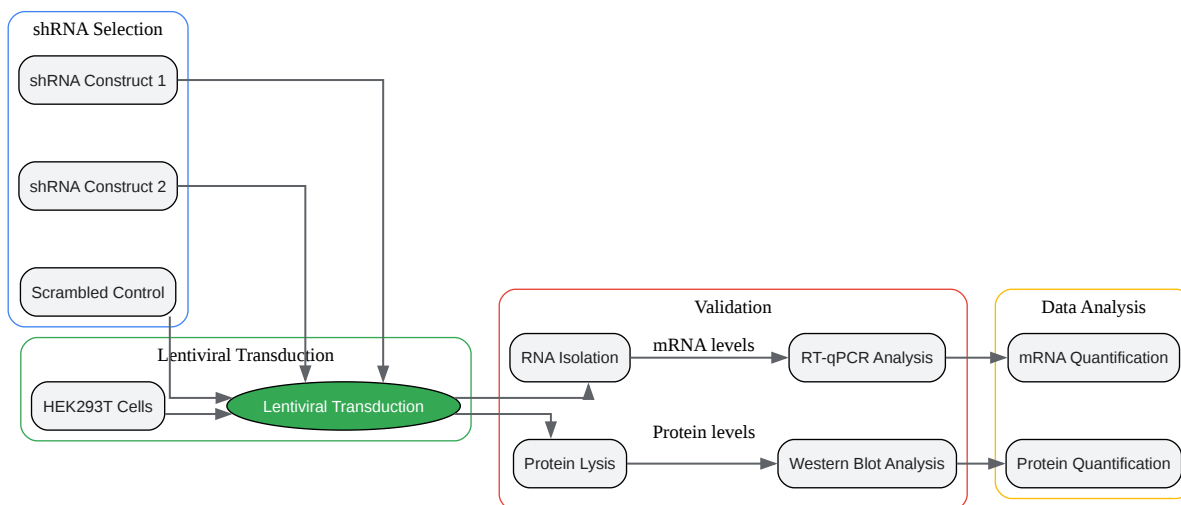 shRNA Selection
shRNA Construct 1
shRNA Construct 2
Scrambled Control
Lentiviral Transduction
HEK293T Cells
Lentiviral Transduction
Validation
RNA Isolation
mRNA levels
RT-qPCR Analysis
Protein levels
Protein Lysis
Western Blot Analysis
Data Analysis
mRNA Quantification
Protein Quantification